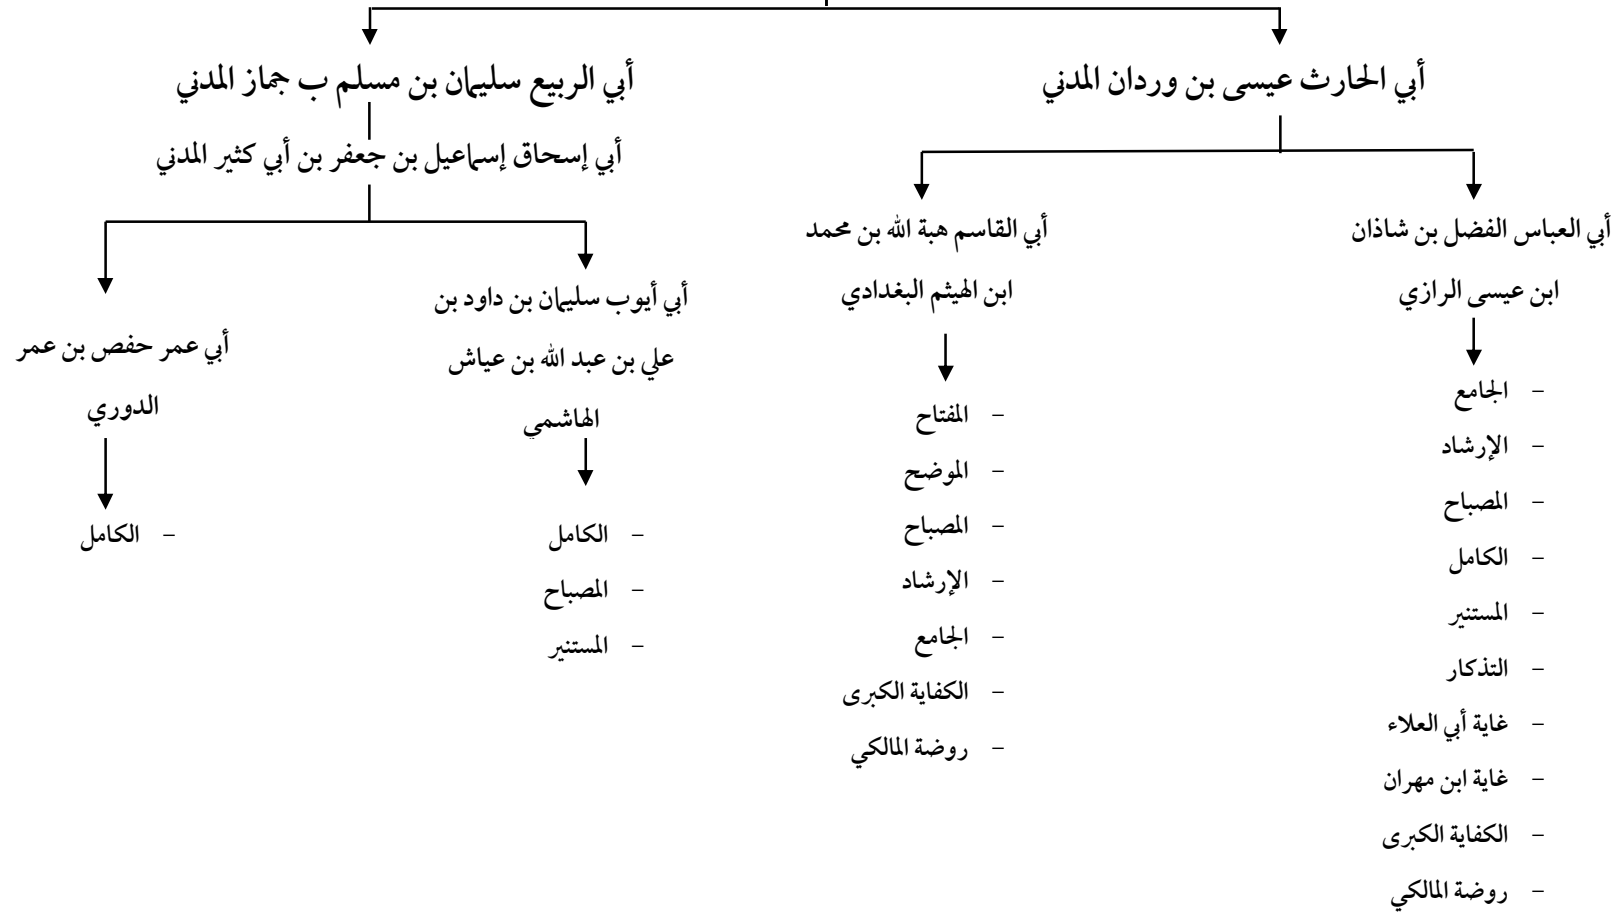 أبي الحارث عيسى بن وردان المدني
أبي الربيع سليمان بن مسلم ب جماز المدني
أبي إسحاق إسماعيل بن جعفر بن أبي كثير المدني
أبي العباس الفضل بن شاذان
ابن عيسى الرازي
- الجامع
- الإرشاد
- المصباح
- الكامل
- المستنير
- التذكار
- غاية أبي العلاء
- غاية ابن مهران
- الكفاية الكبرى
- روضة المالكي
أبي القاسم هبة الله بن محمد
ابن الهيثم البغدادي
- المفتاح
- الموضح
- المصباح
- الإرشاد
- الجامع
- الكفاية الكبرى
- روضة المالكي
أبي أيوب سليمان بن داود بن
علي بن عبد الله بن عياش
الهاشمي
- الكامل
- المصباح
- المستنير
أبي عمر حفص بن عمر
الدوري
- الكامل